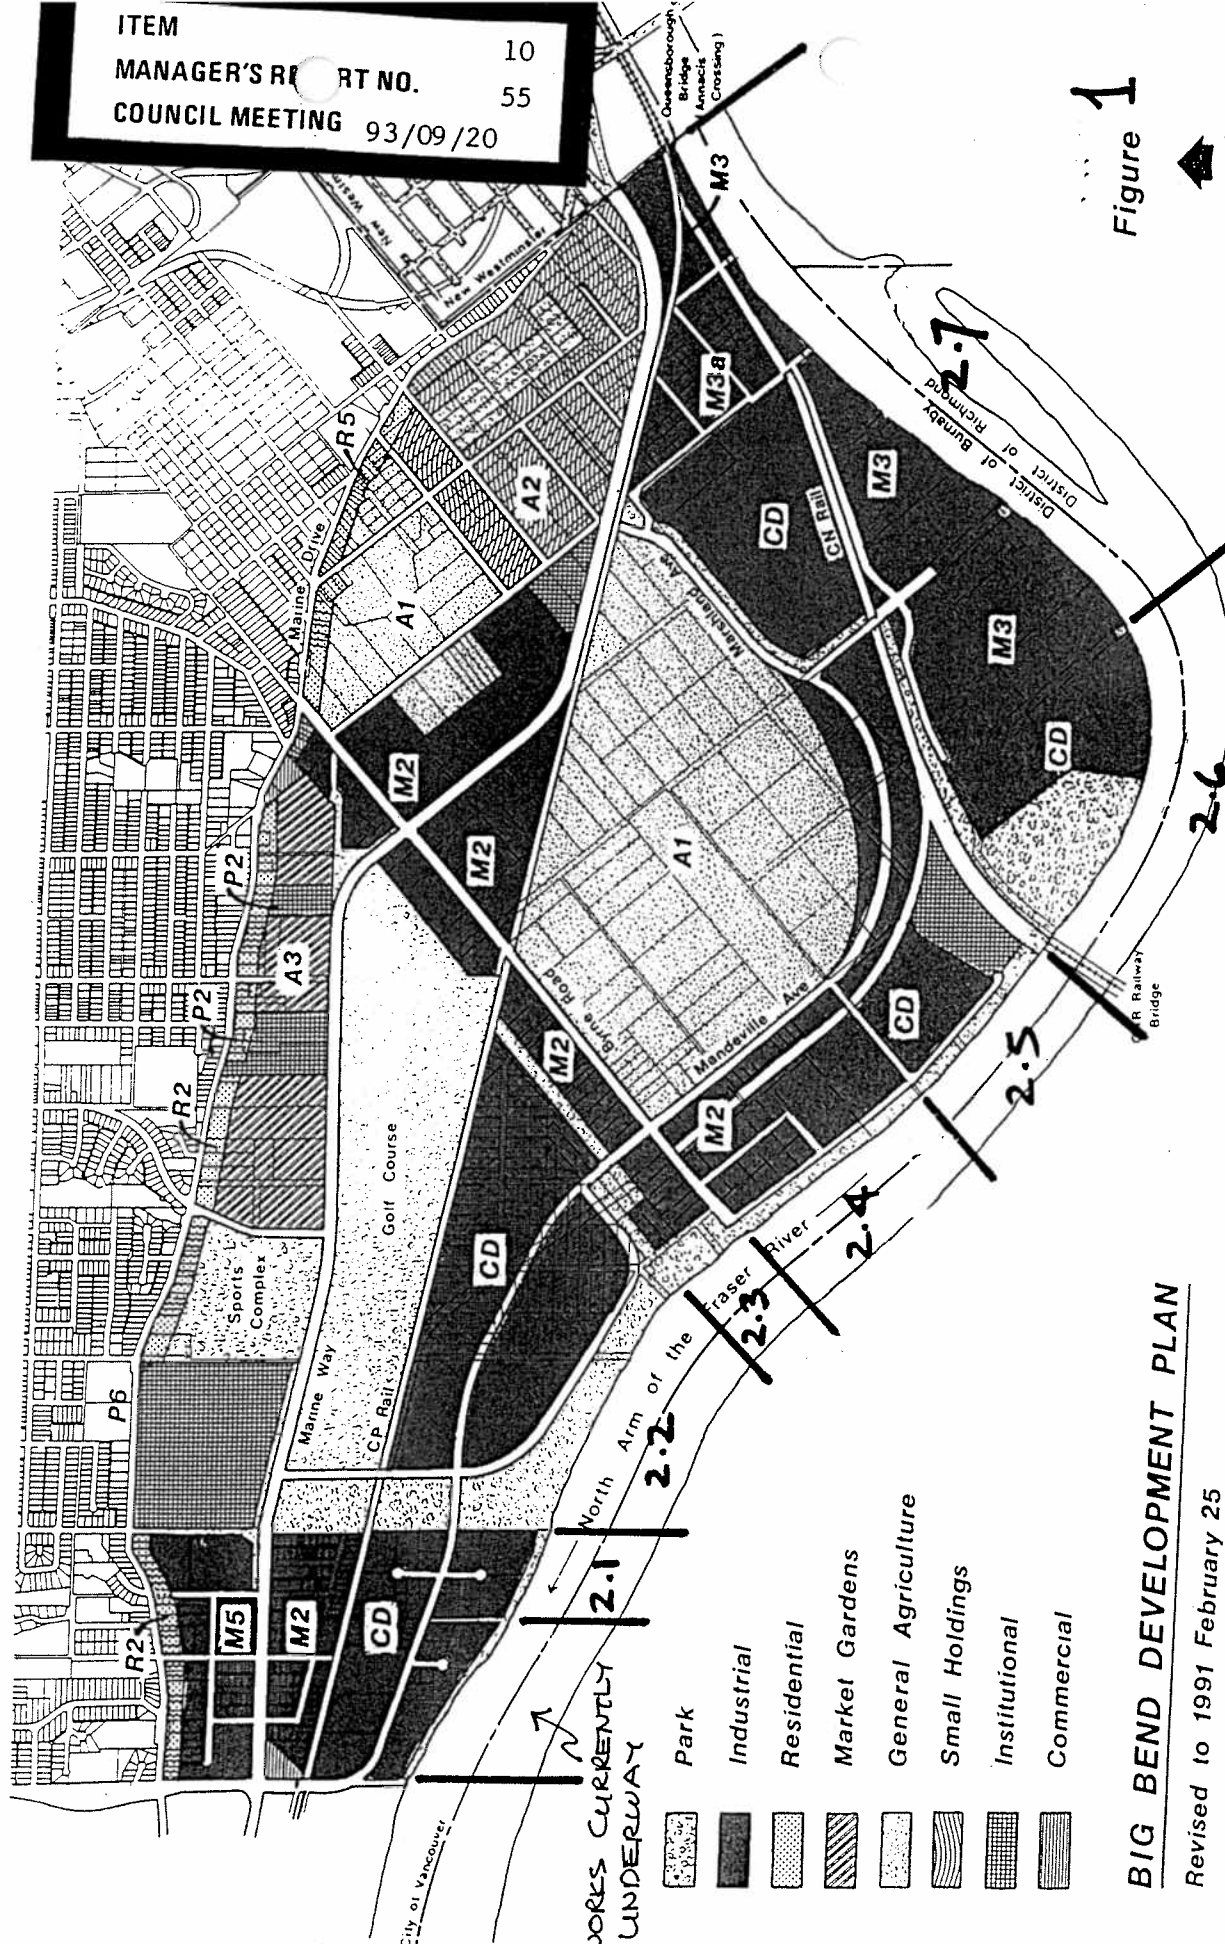 ITEM 10
MANAGER'S RE RT NO. 55
COUNCIL MEETING 93/09/20
Queensborough
Bridge
(Annacis
Crossing)
Figure 1
New Westminster
M3
M3a
R5
A2
Marine Drive
A1
CD
CN Rail
M3
District of Burnaby
District of Richmond
2.7
Marshland Ave
M3
CD
2.6
M2
M2
A1
P2
A3
P2
R2
Byrne Road
Mandeville Ave
M2
CD
Railway
Bridge
2.5
M2
2.4
Golf Course
Sports
Complex
CD
North Arm of the Fraser River
2.3
2.2
P6
Marine Way
CP Rail
2.1
R2
M5
M2
CD
City of Vancouver
WORKS CURRENTLY
UNDERWAY
Park
Industrial
Residential
Market Gardens
General Agriculture
Small Holdings
Institutional
Commercial
BIG BEND DEVELOPMENT PLAN
Revised to 1991 February 25